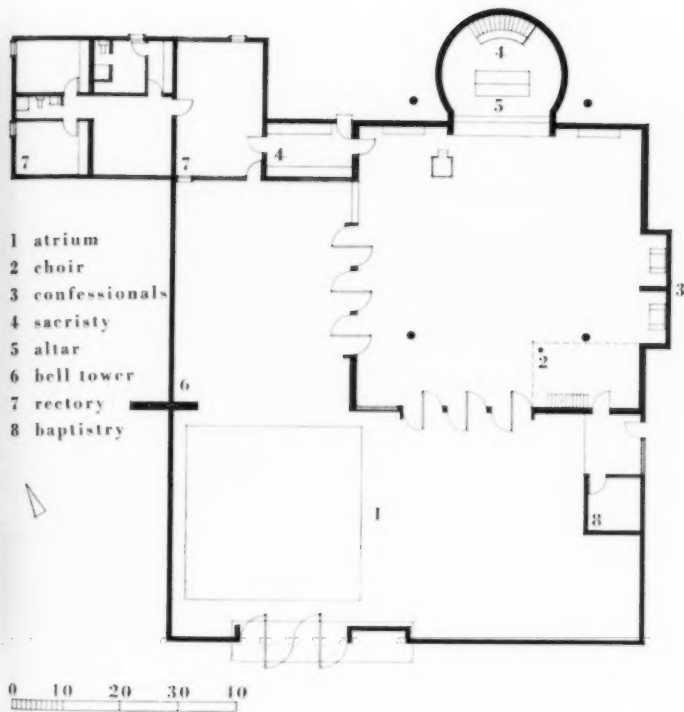 4
5
7
7
4
1 atrium
2 choir
3 confessionals
4 sacristy
5 altar
6 bell tower
7 rectory
8 baptistry
3
2
6
1
8
0 10 20 30 40